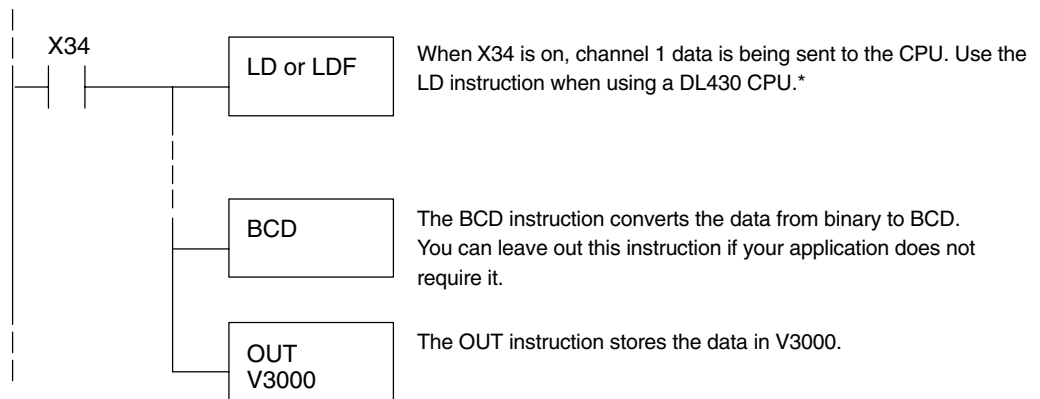 X34
LD or LDF
When X34 is on, channel 1 data is being sent to the CPU. Use the
LD instruction when using a DL430 CPU.*
BCD
The BCD instruction converts the data from binary to BCD.
You can leave out this instruction if your application does not
require it.
OUT
V3000
The OUT instruction stores the data in V3000.